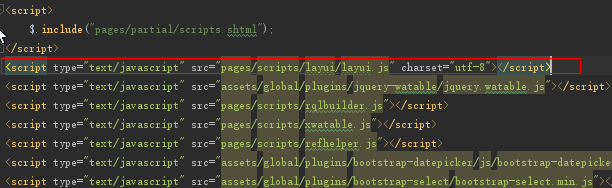 <script>
$.include("pages/partial/scripts.shtml");
</script>
<script type="text/javascript" src="pages/scripts/layui/layui.js" charset="utf-8"></script>
<script type="text/javascript" src="assets/global/plugins/jquery-watable/jquery.watable.js"></script>
<script type="text/javascript" src="pages/scripts/rqlbuilder.js"></script>
<script type="text/javascript" src="pages/scripts/xwatable.js"></script>
<script type="text/javascript" src="pages/scripts/refhelper.js"></script>
<script type="text/javascript" src="assets/global/plugins/bootstrap-datepicker/js/bootstrap-datepicke
<script type="text/javascript" src="assets/global/plugins/bootstrap-select/bootstrap-select.min.js">